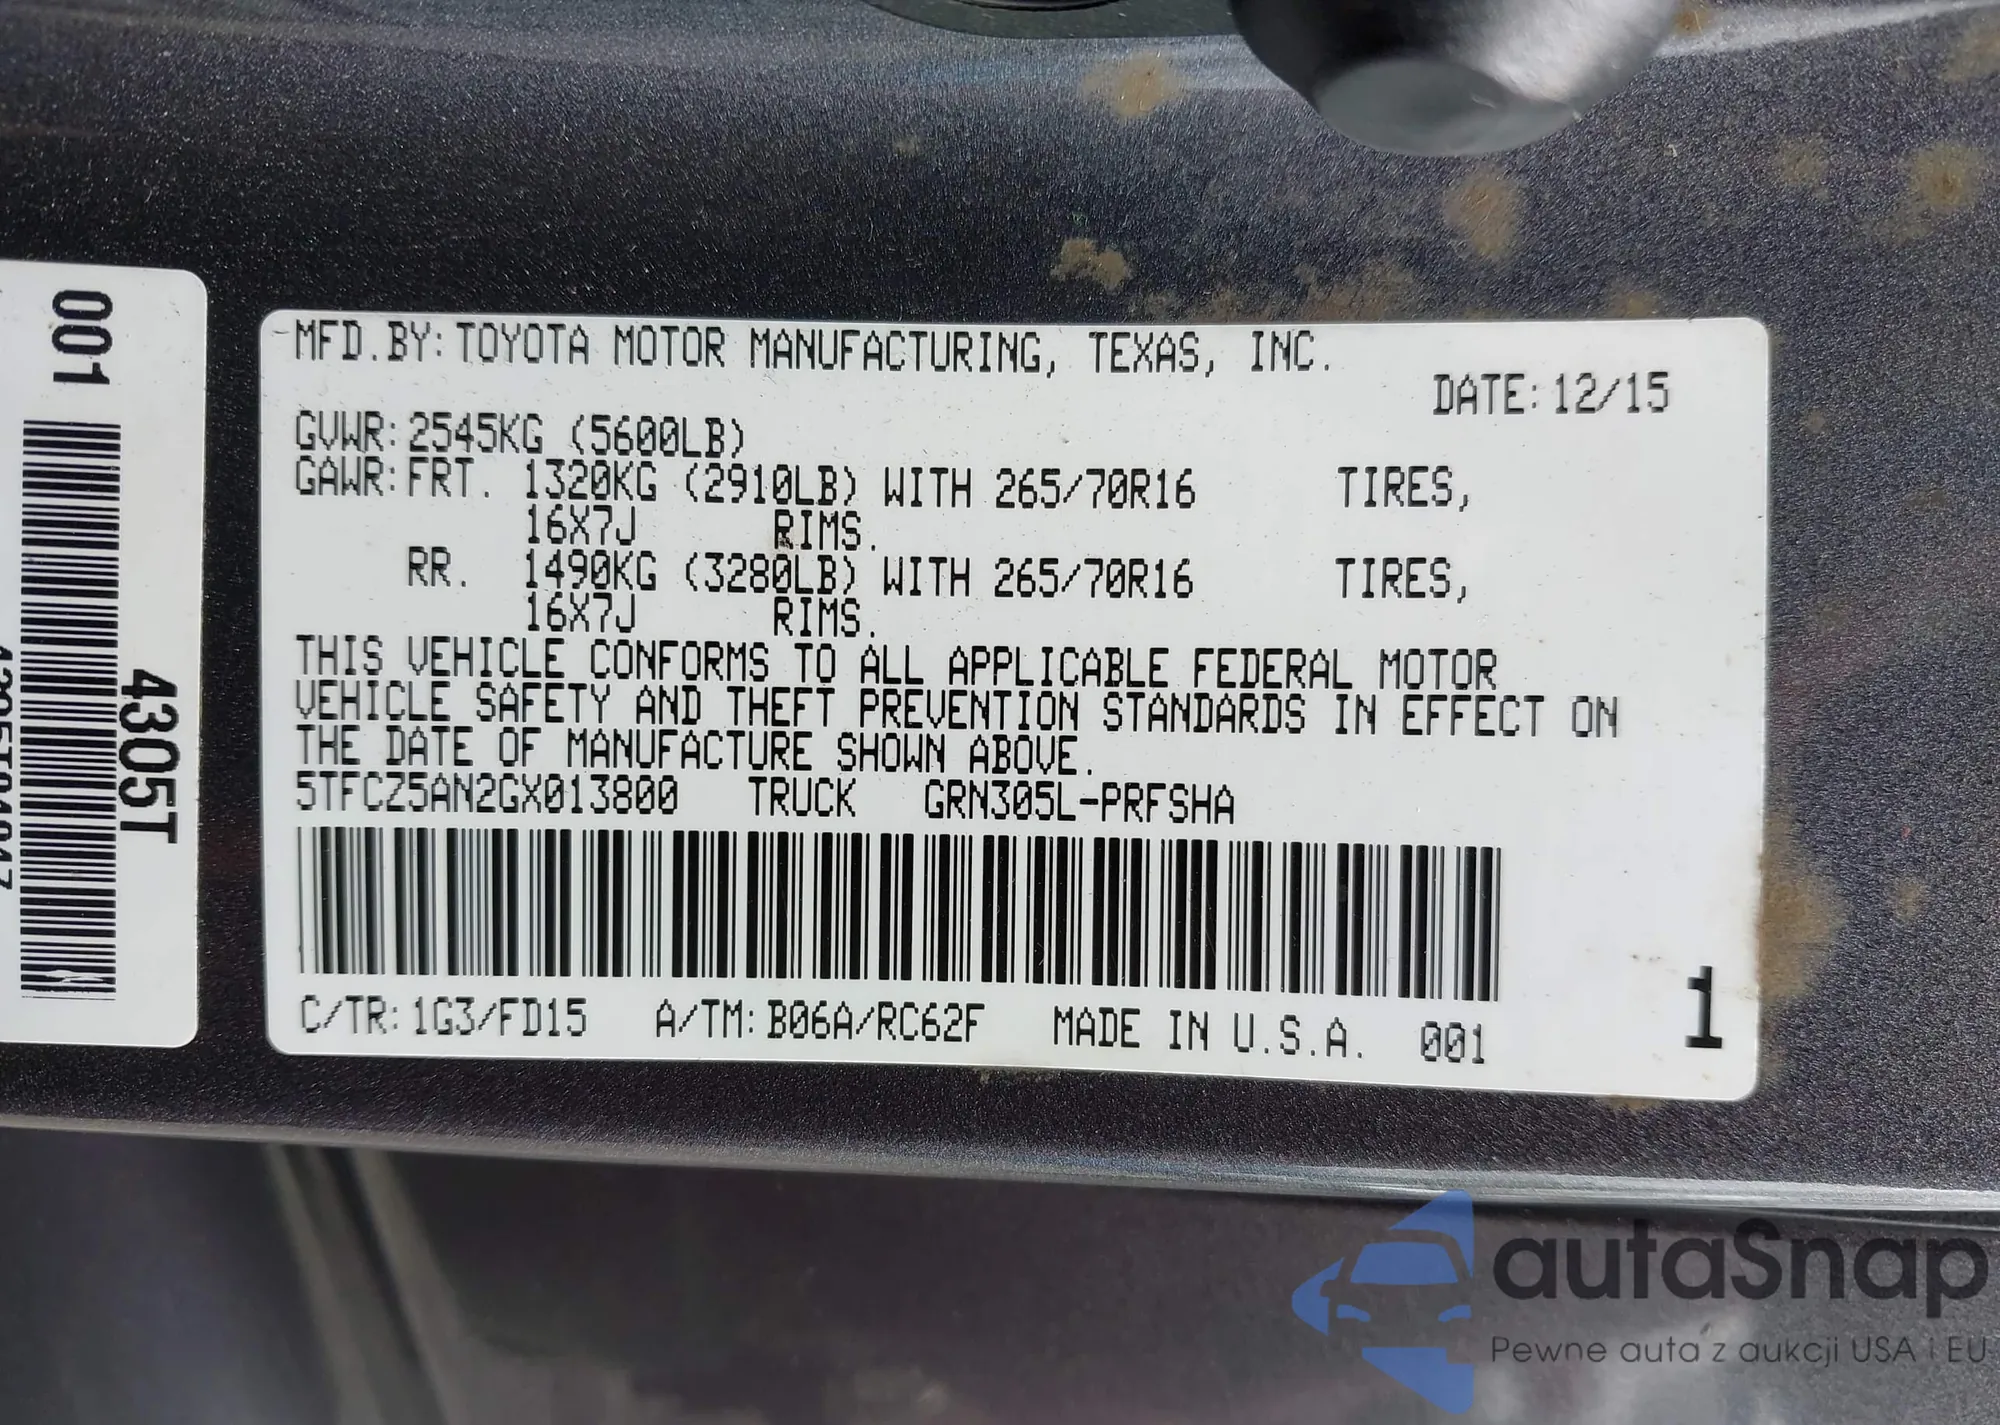 001
4305T
MFD.BY: TOYOTA MOTOR MANUFACTURING, TEXAS, INC.
DATE: 12/15
GVWR: 2545KG (5600LB)
GAWR: FRT. 1320KG (2910LB) WITH 265/70R16 TIRES,
16X7J RIMS.
RR. 1490KG (3280LB) WITH 265/70R16 TIRES,
16X7J RIMS.
THIS VEHICLE CONFORMS TO ALL APPLICABLE FEDERAL MOTOR
VEHICLE SAFETY AND THEFT PREVENTION STANDARDS IN EFFECT ON
THE DATE OF MANUFACTURE SHOWN ABOVE.
5TFCZ5AN2GX013800 TRUCK GRN305L-PRFSHA
C/TR: 1G3/FD15 A/TM: B06A/RC62F MADE IN U.S.A. 001
1
autaSnap
Pewne auta z aukcji USA i EU